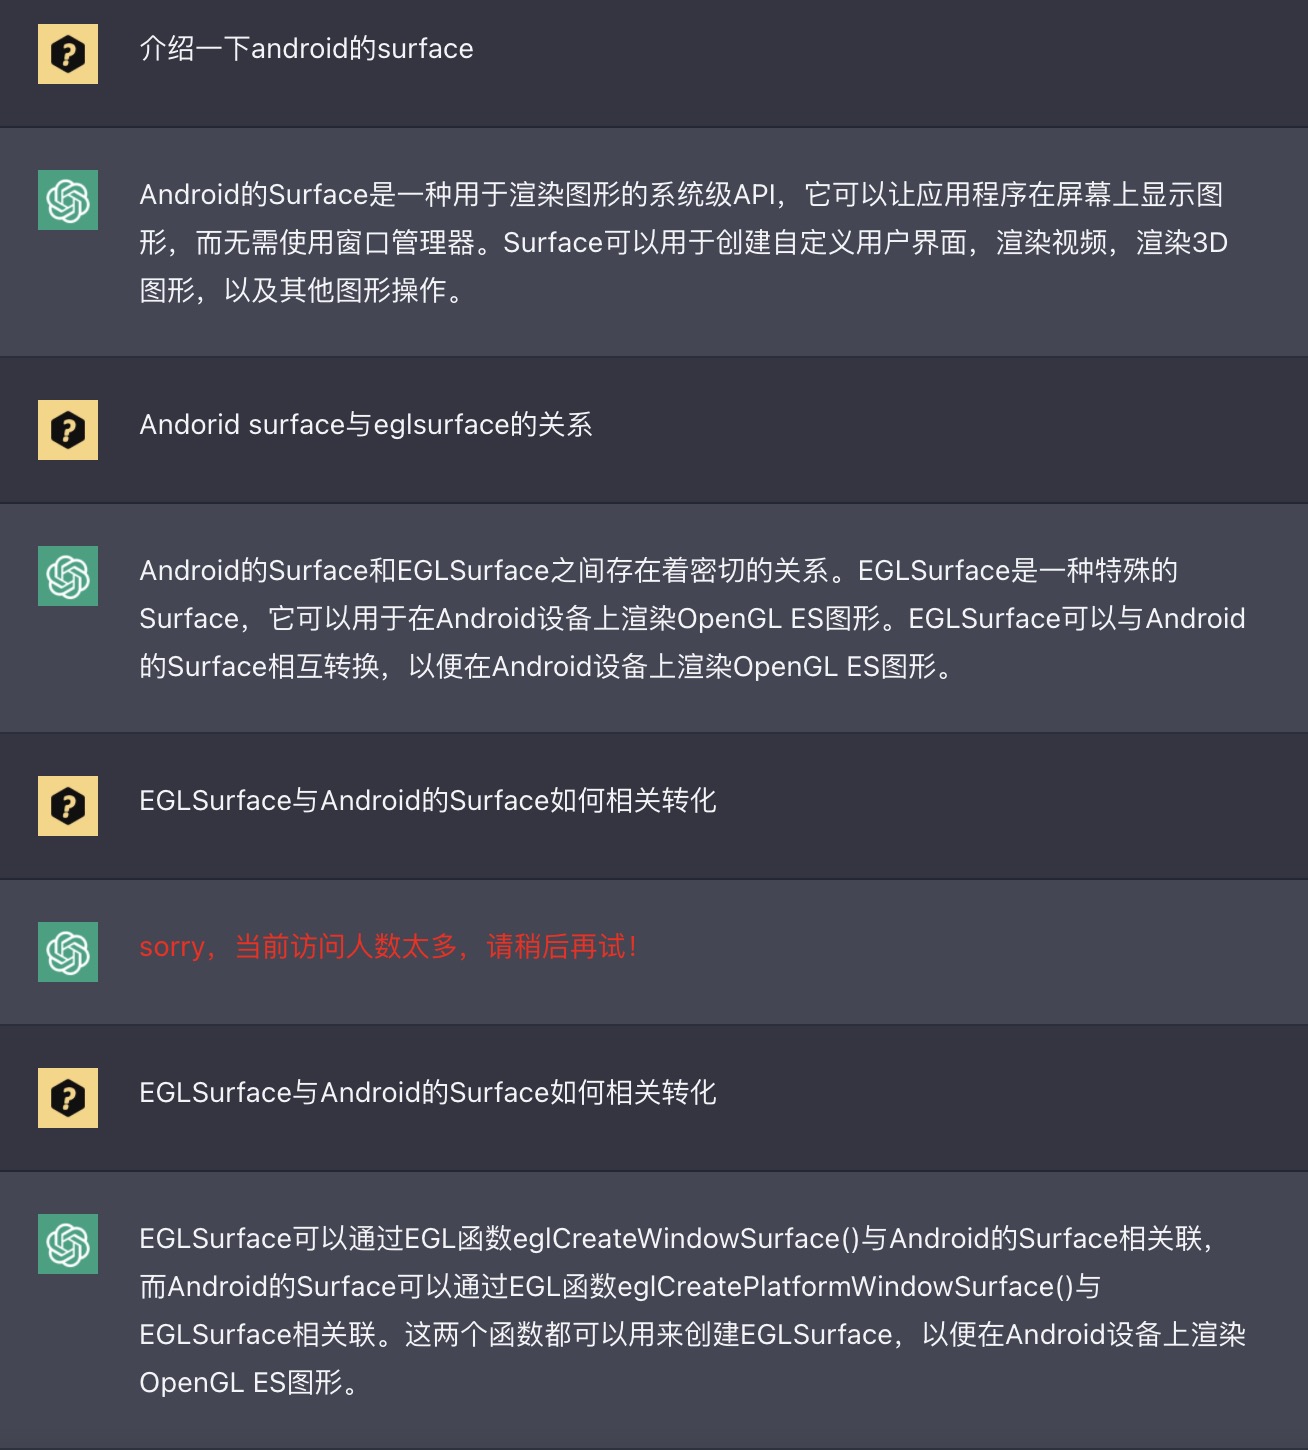 介绍一下android的surface
Android的Surface是一种用于渲染图形的系统级API，它可以让应用程序在屏幕上显示图
形，而无需使用窗口管理器。Surface可以用于创建自定义用户界面，渲染视频，渲染3D
图形，以及其他图形操作。
Andorid surface与eglsurface的关系
Android的Surface和EGLSurface之间存在着密切的关系。EGLSurface是一种特殊的
Surface，它可以用于在Android设备上渲染OpenGL ES图形。EGLSurface可以与Android
的Surface相互转换，以便在Android设备上渲染OpenGL ES图形。
EGLSurface与Android的Surface如何相关转化
sorry，当前访问人数太多，请稍后再试！
EGLSurface与Android的Surface如何相关转化
EGLSurface可以通过EGL函数eglCreateWindowSurface()与Android的Surface相关联，
而Android的Surface可以通过EGL函数eglCreatePlatformWindowSurface()与
EGLSurface相关联。这两个函数都可以用来创建EGLSurface，以便在Android设备上渲染
OpenGL ES图形。